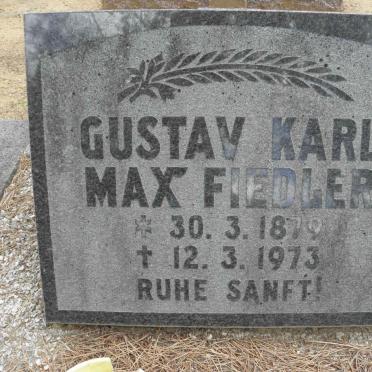 GUSTAV KARL
MAX FIEDLER
* 30. 3. 1879
† 12. 3. 1973
RUHE SANFT!